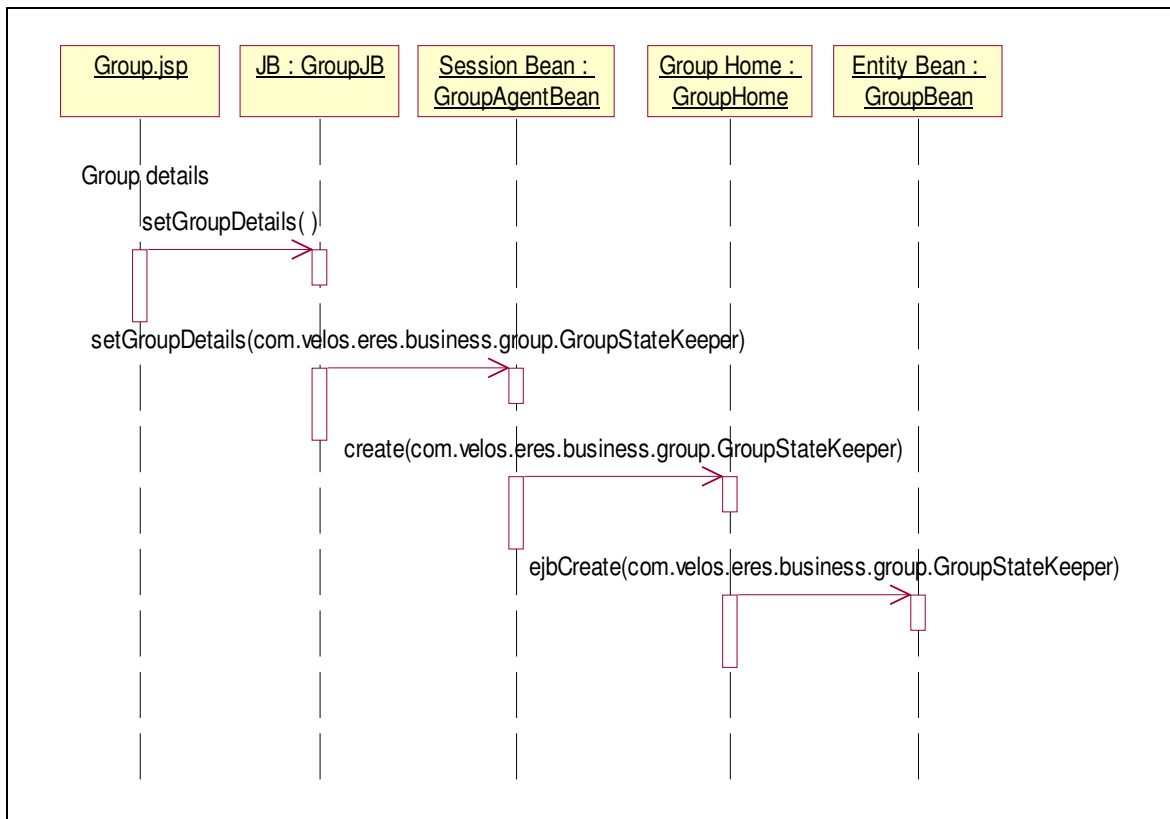 Group.jsp
JB : GroupJB
Session Bean :
GroupAgentBean
Group Home :
GroupHome
Entity Bean :
GroupBean
Group details
setGroupDetails( )
setGroupDetails(com.velos.eres.business.group.GroupStateKeeper)
create(com.velos.eres.business.group.GroupStateKeeper)
ejbCreate(com.velos.eres.business.group.GroupStateKeeper)